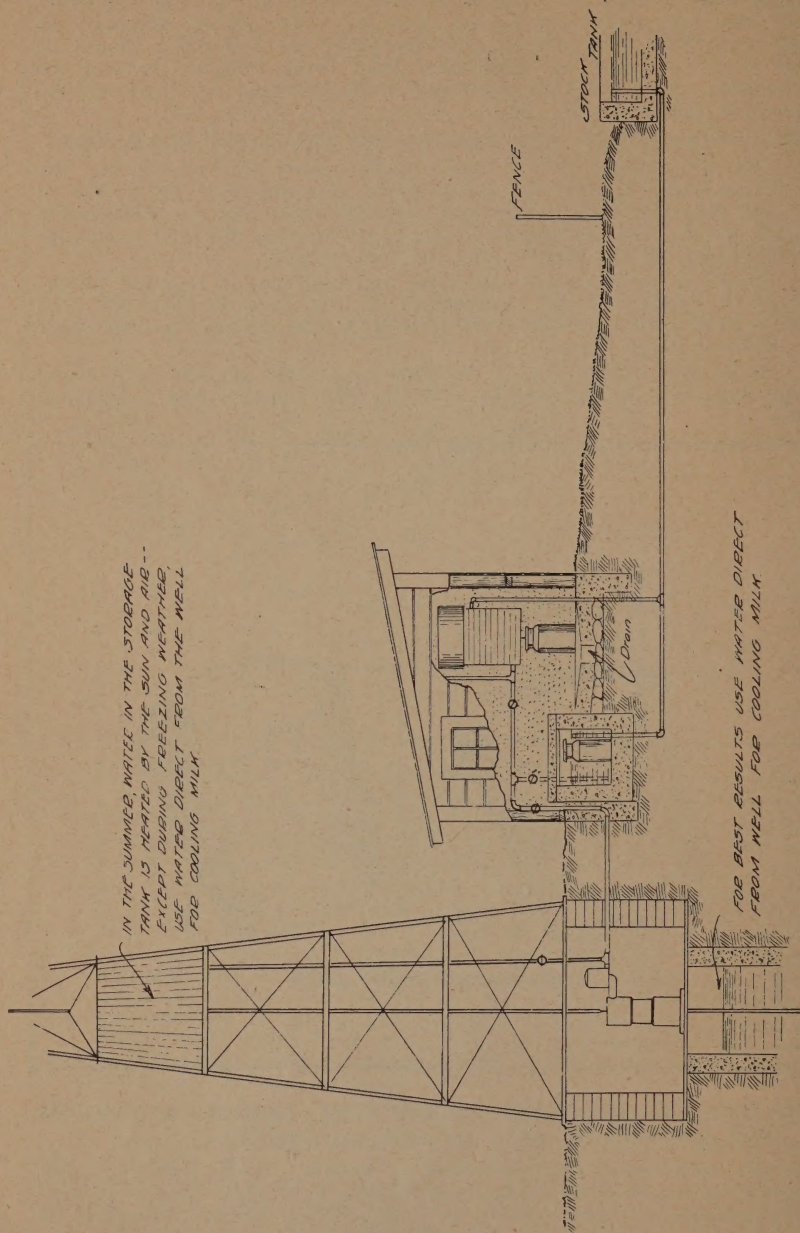 IN THE SUMMER, WATER IN THE STORAGE
TANK IS HEATED BY THE SUN AND AIR--
EXCEPT DURING FREEZING WEATHER,
USE WATER DIRECT FROM THE WELL
FOR COOLING MILK
FENCE
STOCK TANK
Drain
FOR BEST RESULTS USE WATER DIRECT
FROM WELL FOR COOLING MILK